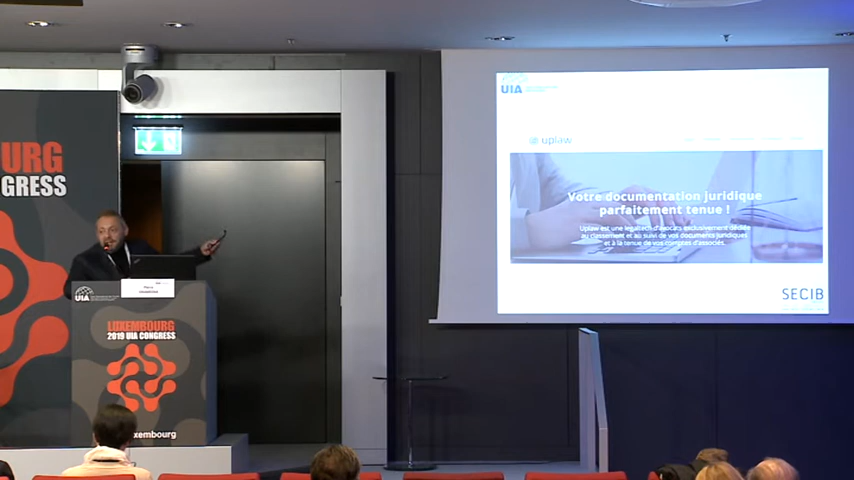 URG
NGRESS
UIA
LUXEMBOURG
2019 UIA CONGRESS
xembourg
UIA
uplaw
Votre documentation juridique
parfaitement tenue !
Uplaw est une legaltech d'avocats exclusivement dédiée
au classement et au suivi de vos documents juridiques
et à la tenue de vos comptes d'associés.
SECIB